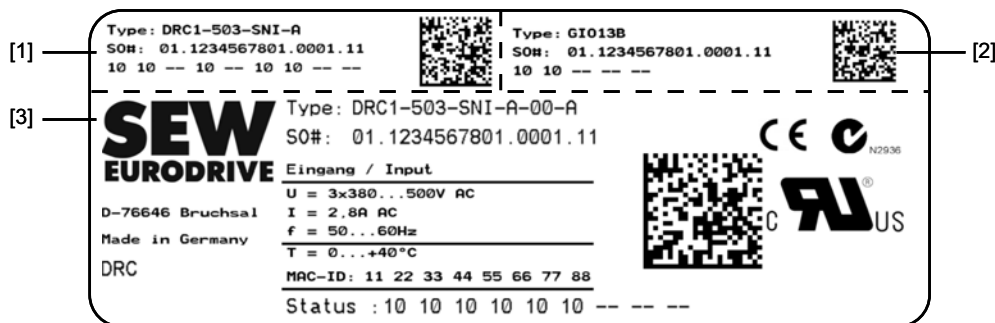 [1]
Type: DRC1-503-SNI-A
SO#: 01.1234567801.0001.11
10 10 -- 10 -- 10 10 -- --
Type: GIO13B
SO#: 01.1234567801.0001.11
10 10 -- -- --
[2]
[3]
SEW
EURODRIVE
D-76646 Bruchsal
Made in Germany
DRC
Type: DRC1-503-SNI-A-00-A
SO#: 01.1234567801.0001.11
Eingang / Input
U = 3x380...500V AC
I = 2,8A AC
f = 50...60Hz
T = 0...+40°C
MAC-ID: 11 22 33 44 55 66 77 88
Status : 10 10 10 10 10 10 -- -- --
CE
N2936
C RU® US